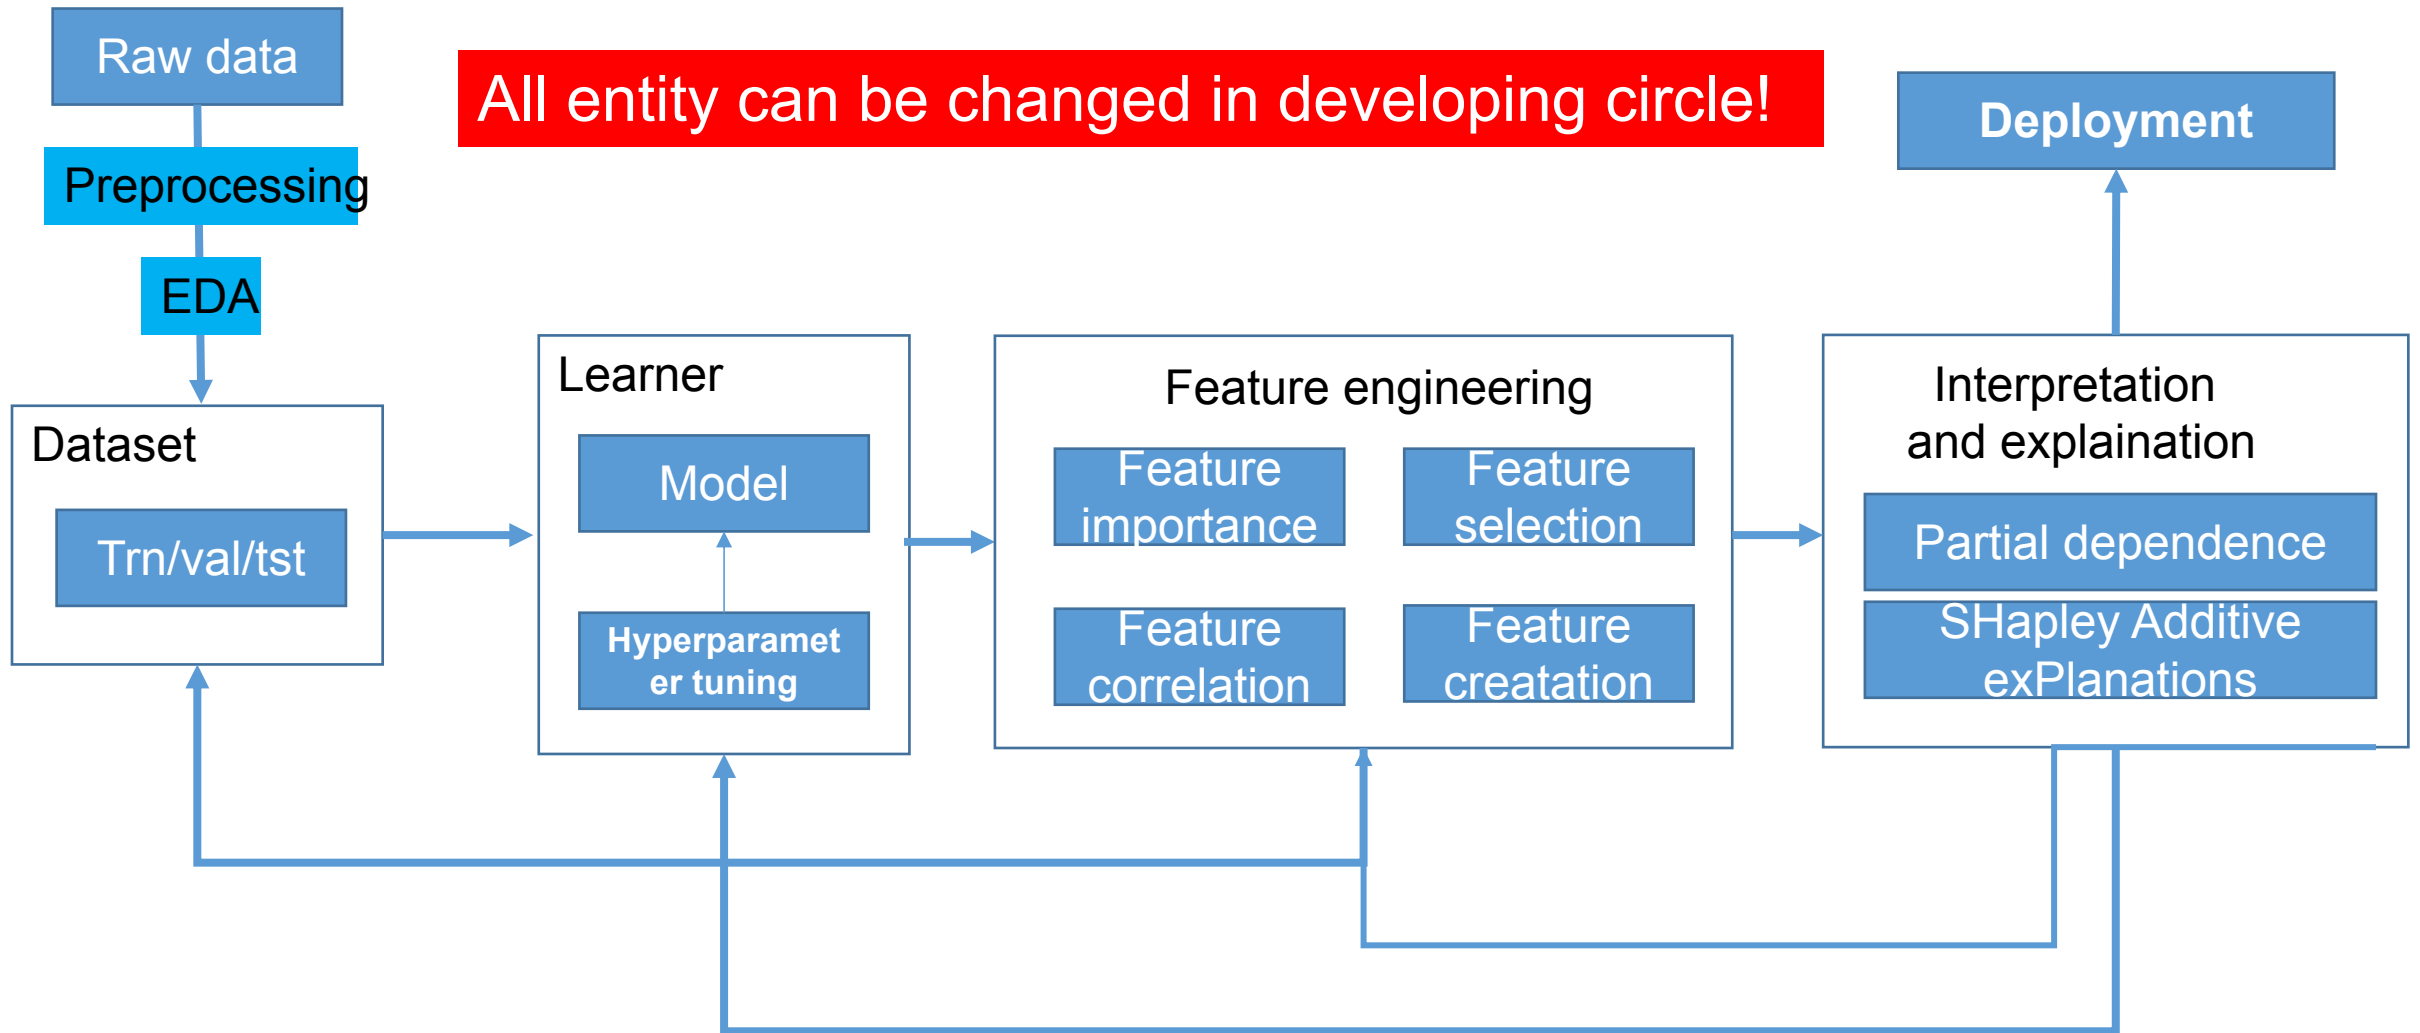 Raw data
All entity can be changed in developing circle!
Deployment
Preprocessing
EDA
Dataset
Trn/val/tst
Learner
Model
Hyperparamet
er tuning
Feature engineering
Feature
importance
Feature
selection
Feature
correlation
Feature
creatation
Interpretation
and explaination
Partial dependence
SHapley Additive
exPlanations